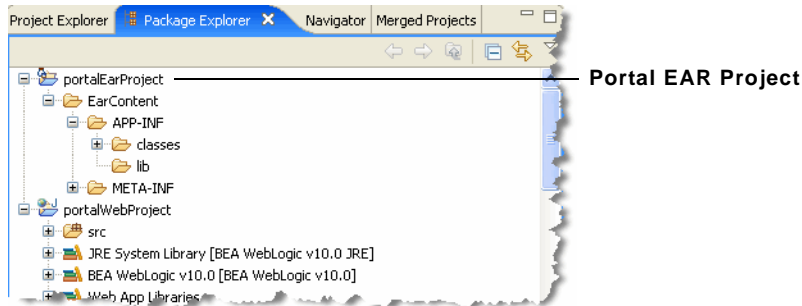 Project Explorer Package Explorer Navigator Merged Projects
portalEarProject Portal EAR Project
EarContent
APP-INF
classes
lib
META-INF
portalWebProject
src
JRE System Library [BEA WebLogic v10.0 JRE]
BEA WebLogic v10.0 [BEA WebLogic v10.0]
Web App Libraries